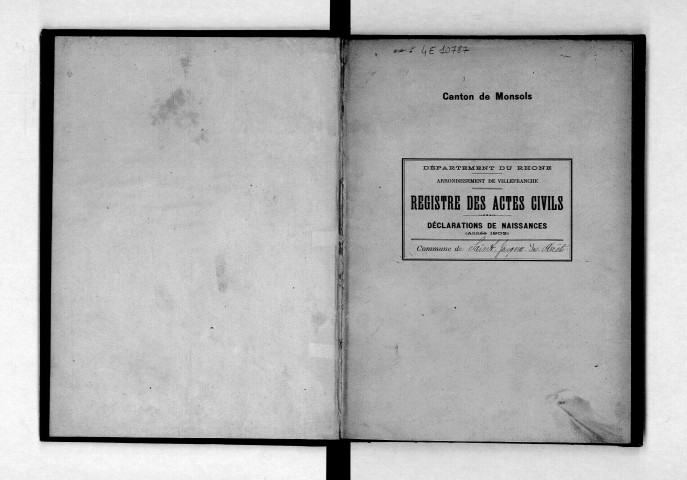 4E 10787
Canton de Monsols
DÉPARTEMENT DU RHONE
ARRONDISSEMENT DE VILLEFRANCHE
REGISTRE DES ACTES CIVILS
DÉCLARATIONS DE NAISSANCES
(Année 1902)
Commune de Saint Jacques des Arrêts